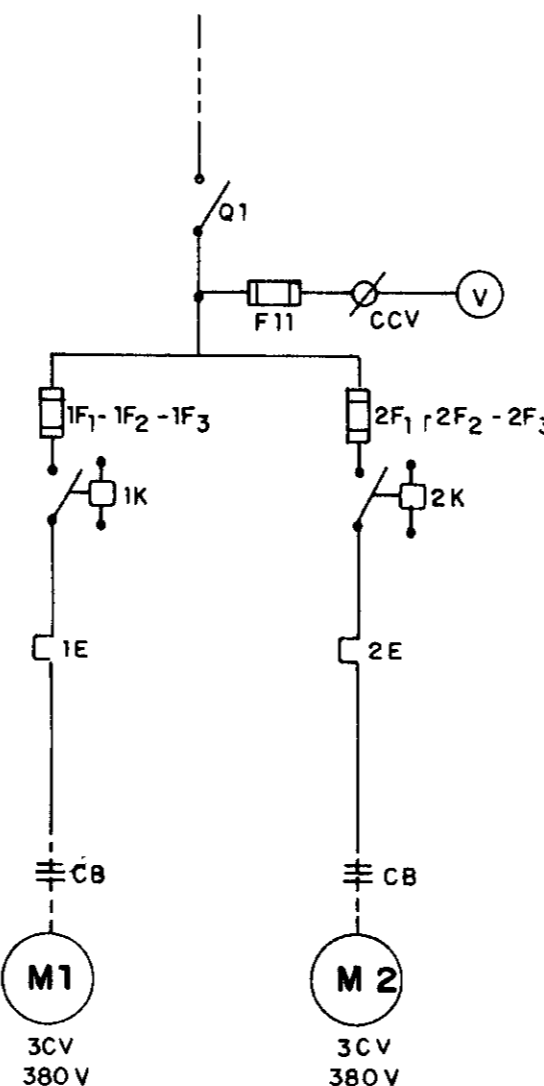 Q1
F11 CCV V
1F1 - 1F2 - 1F3 2F1 2F2 - 2F3
1K 2K
1E 2E
CB CB
M1 M2
3CV 3CV
380V 380V